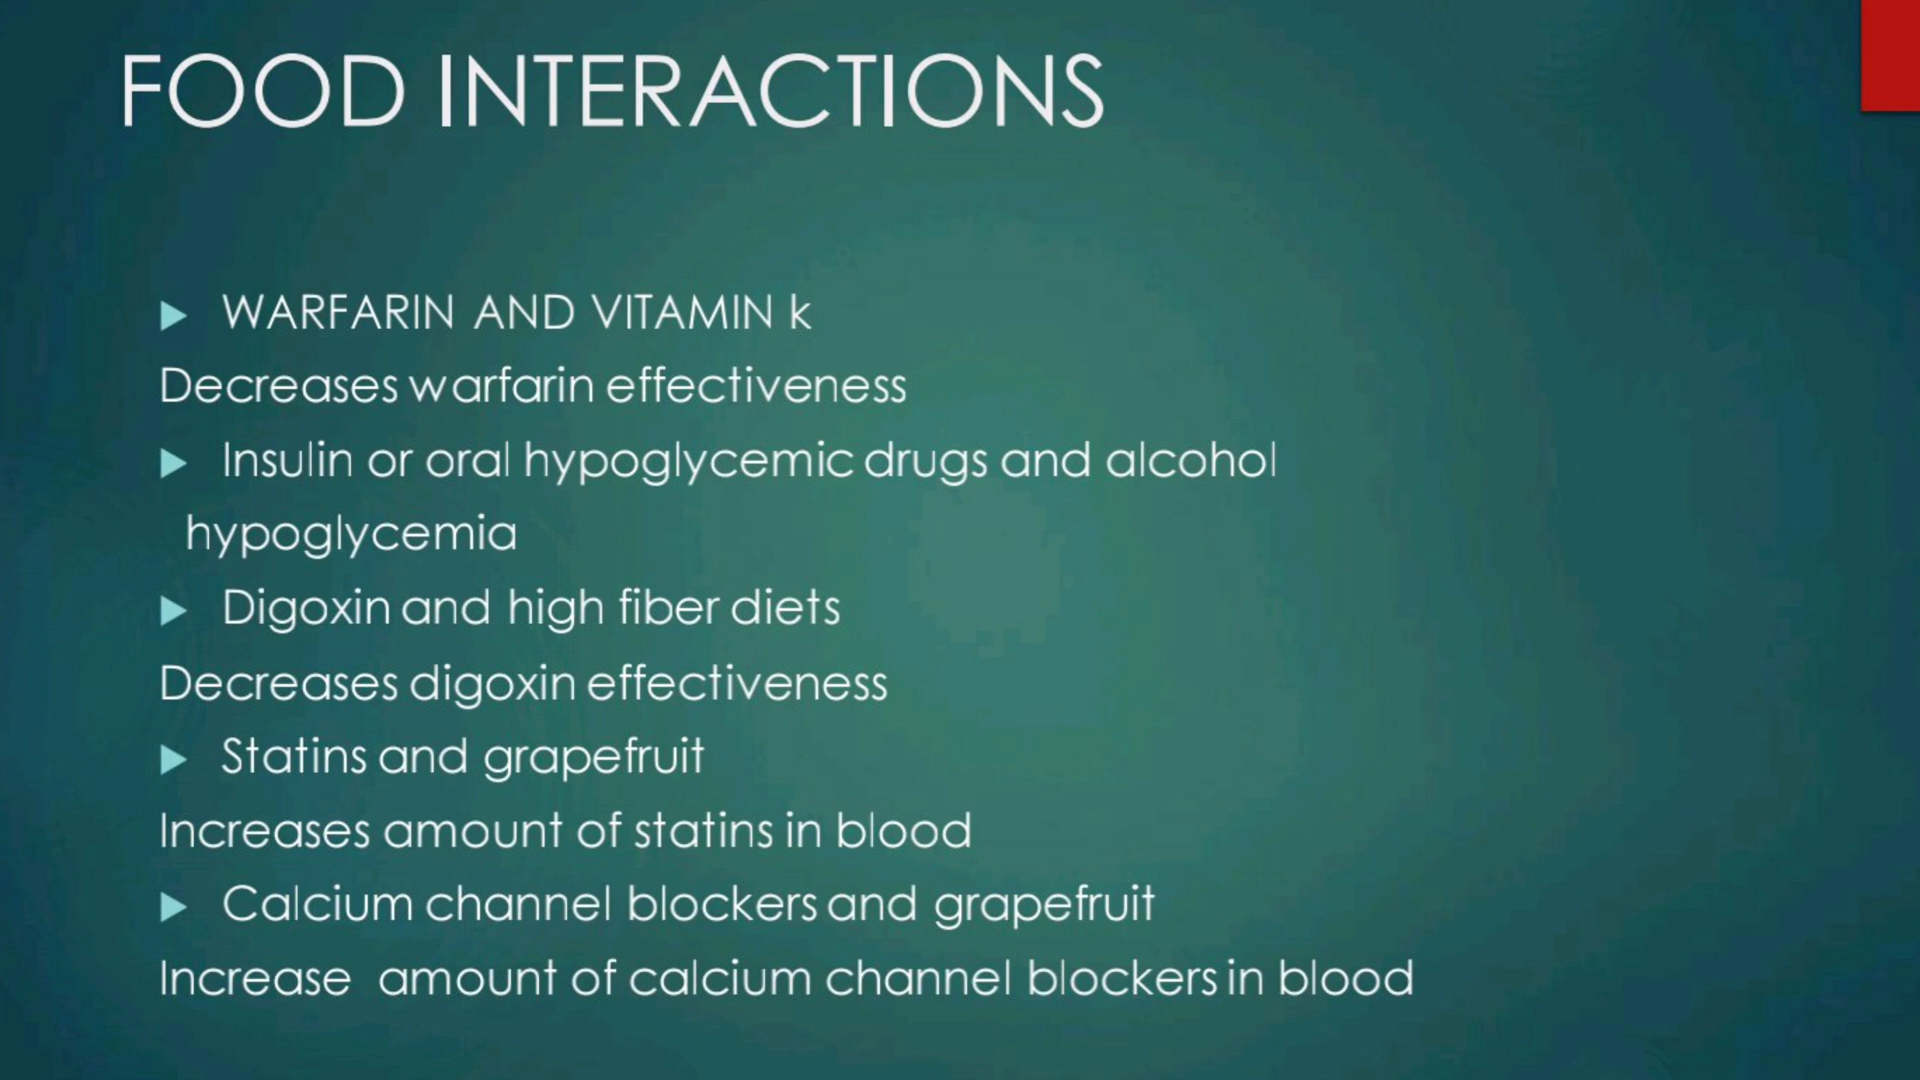 FOOD INTERACTIONS
▶ WARFARIN AND VITAMIN k
Decreases warfarin effectiveness
▶ Insulin or oral hypoglycemic drugs and alcohol
hypoglycemia
▶ Digoxin and high fiber diets
Decreases digoxin effectiveness
▶ Statins and grapefruit
Increases amount of statins in blood
▶ Calcium channel blockers and grapefruit
Increase amount of calcium channel blockers in blood